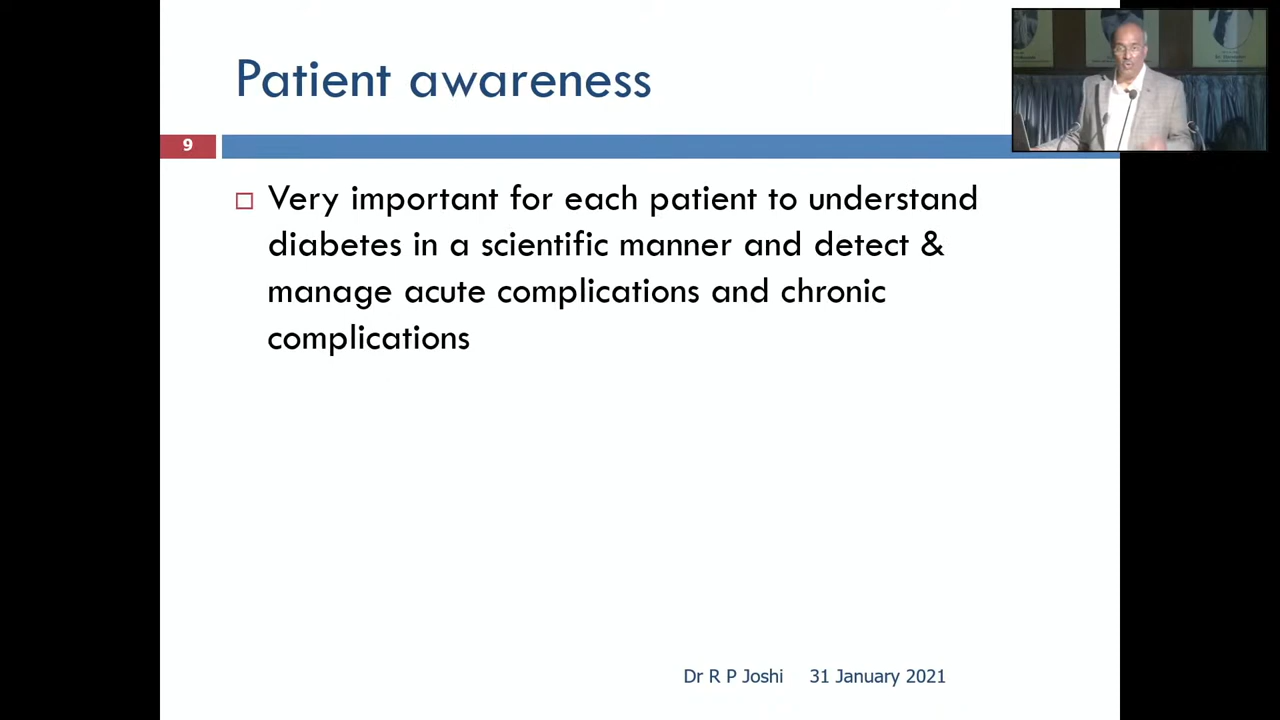 Patient awareness
9
Very important for each patient to understand
diabetes in a scientific manner and detect &
manage acute complications and chronic
complications
Dr R P Joshi 31 January 2021